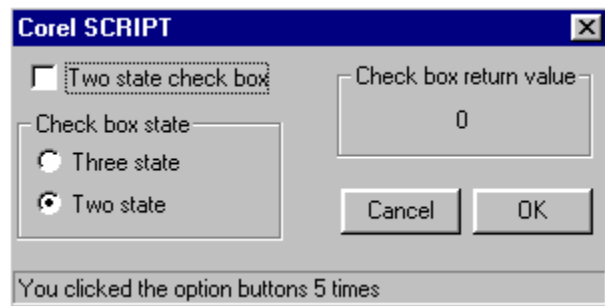 Corel SCRIPT
Two state check box
Check box state
Three state
Two state
Check box return value
0
Cancel
OK
You clicked the option buttons 5 times